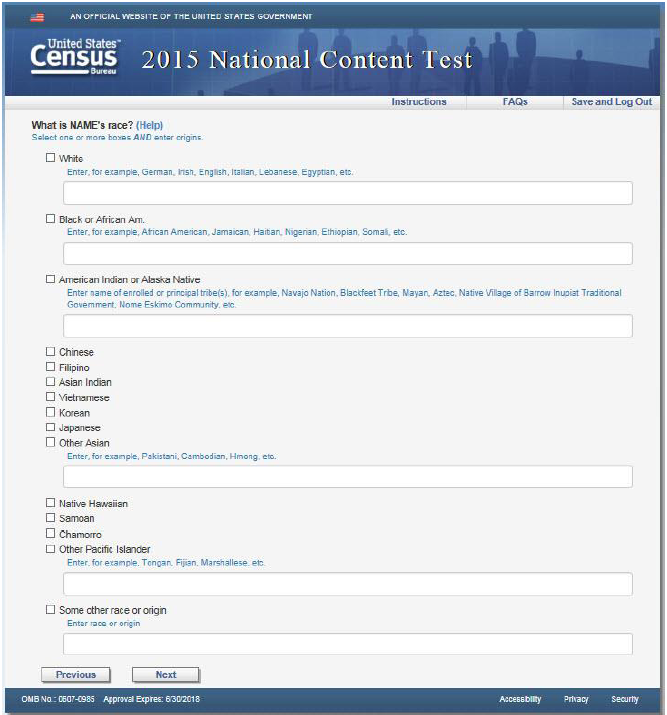 AN OFFICIAL WEBSITE OF THE UNITED STATES GOVERNMENT
United States™
Census
Bureau
2015 National Content Test
Instructions FAQs Save and Log Out
What is NAME's race? (Help)
Select one or more boxes AND enter origins.
White
Enter, for example, German, Irish, English, Italian, Lebanese, Egyptian, etc.
Black or African Am.
Enter, for example, African American, Jamaican, Haitian, Nigerian, Ethiopian, Somali, etc.
American Indian or Alaska Native
Enter name of enrolled or principal tribe(s), for example, Navajo Nation, Blackfeet Tribe, Mayan, Aztec, Native Village of Barrow Inupiat Traditional
Government, Nome Eskimo Community, etc.
Chinese
Filipino
Asian Indian
Vietnamese
Korean
Japanese
Other Asian
Enter, for example, Pakistani, Cambodian, Hmong, etc.
Native Hawaiian
Samoan
Chamorro
Other Pacific Islander
Enter, for example, Tongan, Fijian, Marshallese, etc.
Some other race or origin
Enter race or origin
Previous Next
OMB No.: 0607-0985 Approval Expires: 6/30/2018 Accessibility Privacy Security